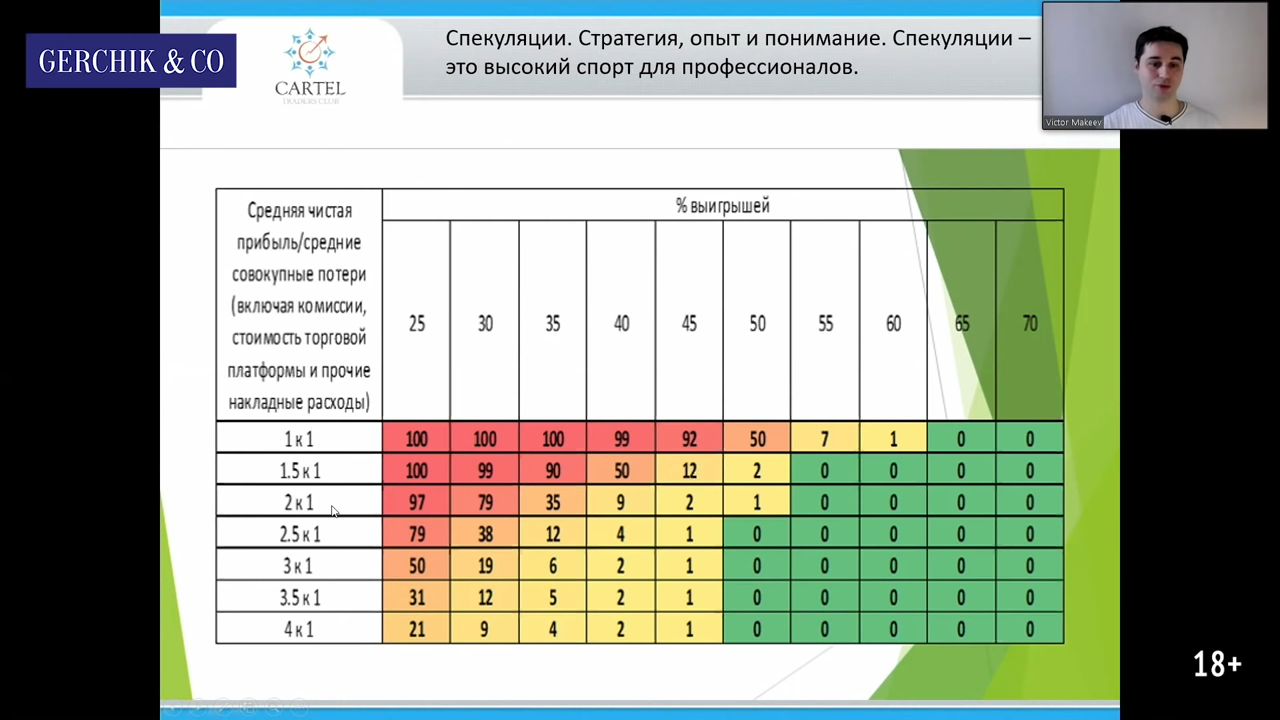 GERCHIK & CO
CARTEL
TRADERS CLUB
Спекуляции. Стратегия, опыт и понимание. Спекуляции –
это высокий спорт для профессионалов.
Victor Makeev
Средняя чистая
прибыль/средние
совокупные потери
(включая комиссии,
стоимость торговой
платформы и прочие
накладные расходы)
% выигрышей
25 30 35 40 45 50 55 60 65 70
1 к 1 100 100 100 99 92 50 7 1 0 0
1.5 к 1 100 99 90 50 12 2 0 0 0 0
2 к 1 97 79 35 9 2 1 0 0 0 0
2.5 к 1 79 38 12 4 1 0 0 0 0 0
3 к 1 50 19 6 2 1 0 0 0 0 0
3.5 к 1 31 12 5 2 1 0 0 0 0 0
4 к 1 21 9 4 2 1 0 0 0 0 0
18+